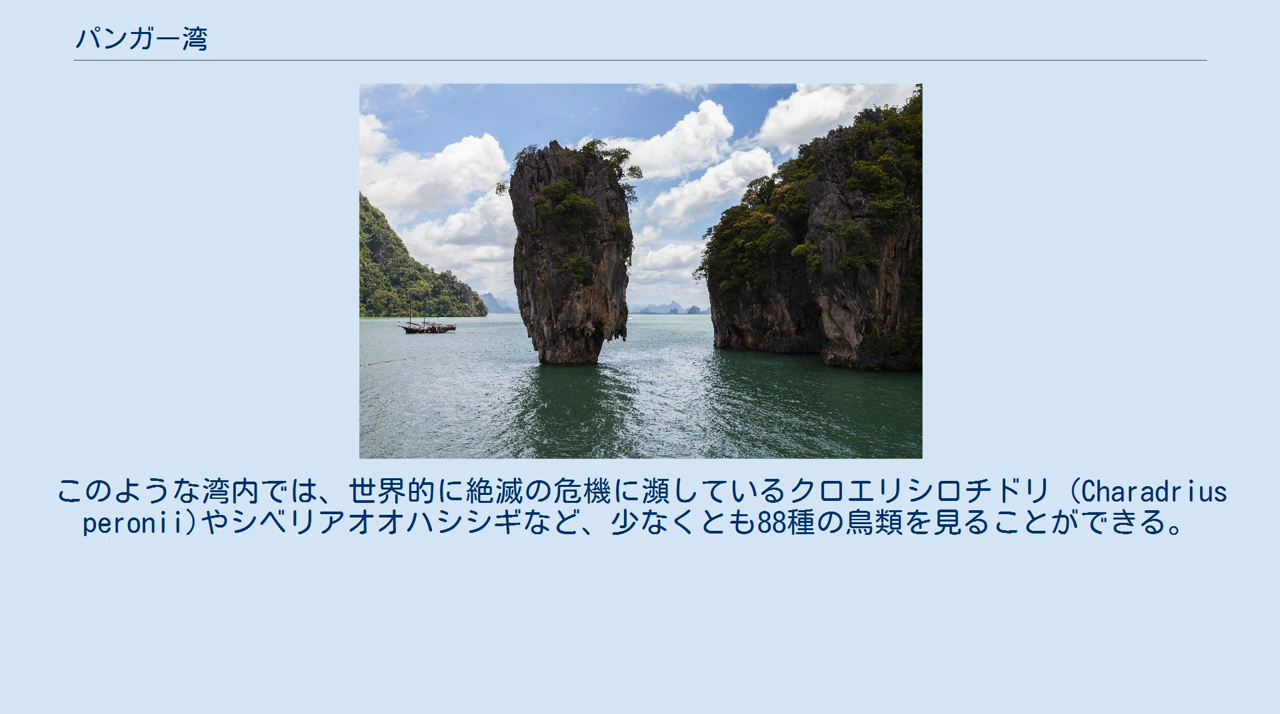 パンガー湾
このような湾内では、世界的に絶滅の危機に瀕しているクロエリシロチドリ (Charadrius
peronii)やシベリアオオハシシギなど、少なくとも88種の鳥類を見ることができる。